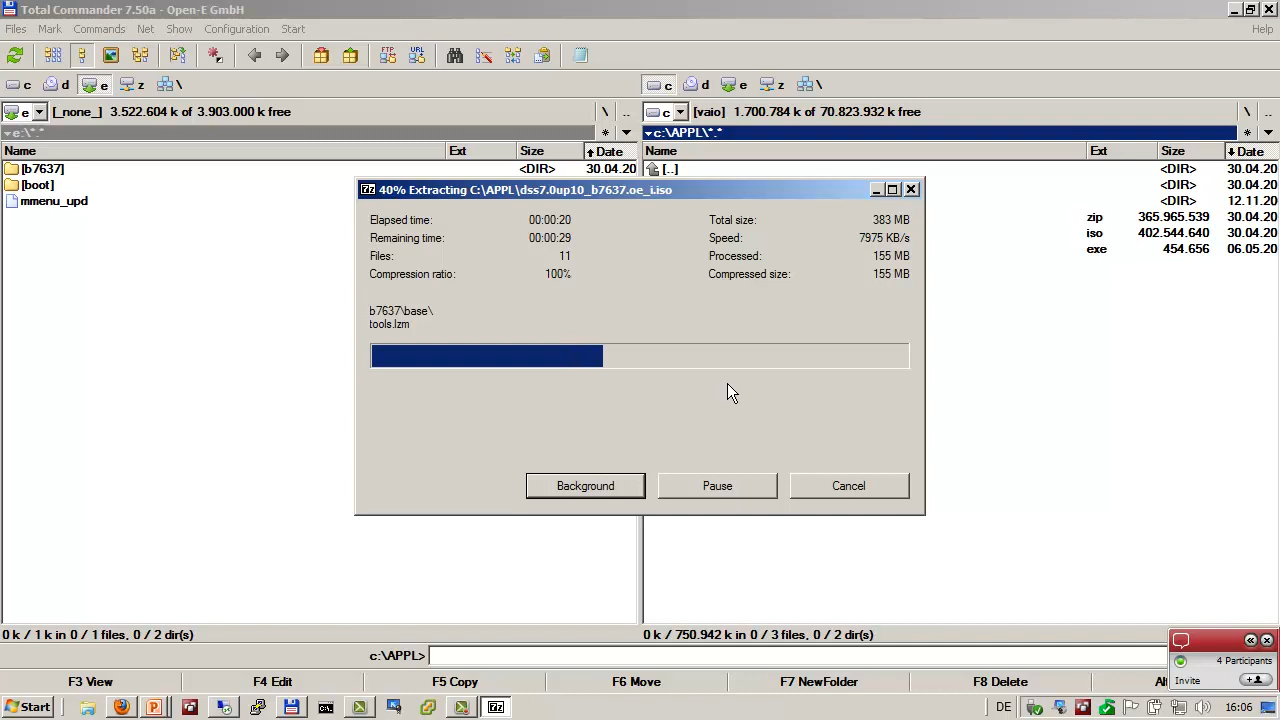 Total Commander 7.50a - Open-E GmbH
Files Mark Commands Net Show Configuration Start Help
FTP URL
c d e z \ c d e z \
e [_none_] 3.522.604 k of 3.903.000 k free \ .. c [vaio] 1.700.784 k of 70.823.932 k free \ ..
e:\*.* * c:\APPL\*.* *
Name Ext Size Date Name Ext Size Date
[b7637] <DIR> 30.04.20 [..] <DIR> 30.04.20
[boot] <DIR> 30.04.20
mmenu_upd <DIR> 12.11.20
zip 365.965.539 30.04.20
iso 402.544.640 30.04.20
exe 454.656 06.05.20
40% Extracting C:\APPL\dss7.0up10_b7637.oe_i.iso
Elapsed time: 00:00:20 Total size: 383 MB
Remaining time: 00:00:29 Speed: 7975 KB/s
Files: 11 Processed: 155 MB
Compression ratio: 100% Compressed size: 155 MB
b7637\base\
tools.lzm
Background Pause Cancel
0 k / 1 k in 0 / 1 files, 0 / 2 dir(s) 0 k / 750.942 k in 0 / 3 files, 0 / 2 dir(s)
c:\APPL>
F3 View F4 Edit F5 Copy F6 Move F7 NewFolder F8 Delete Al
4 Participants
Invite
Start DE 16:06